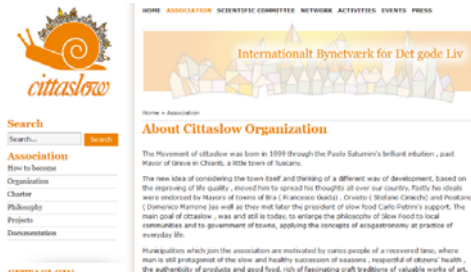 HOME ASSOCIATION SCIENTIFIC COMMITTEE NETWORK ACTIVITIES EVENTS PRESS
Internationalt Bynetværk for Det gode Liv
cittaslow
Search
Search...
Search
Association
How to become
Organization
Charter
Philosophy
Projects
Documentation
Home » Association
About Cittaslow Organization
The Movement of cittaslow was born in 1999 through the Paolo Saturnini's brilliant intuition , past
Mayor of Greve in Chianti, a little town of Tuscany.
The new idea of considering the town itself and thinking of a different way of development, based on
the improving of life quality , moved him to spread his thoughts all over our country. Fastly his ideals
were endorsed by Mayors of towns of Bra ( Francesco Guida) , Orvieto ( Stefano Cimicchi) and Positano
( Domenico Marrone )as well as they met later the president of slow food Carlo Petrini's support. The
main goal of cittaslow , was and still is today, to enlarge the philosophy of Slow Food to local
communities and to government of towns, applying the concepts of ecogastronomy at practice of
everyday life.
Municipalities which join the association are motivated by curios people of a recovered time, where
man is still protagonist of the slow and healthy succession of seasons , respectful of citizens' health ,
the authenticity of products and good food, rich of fascinating craft traditions of valuable works of art,